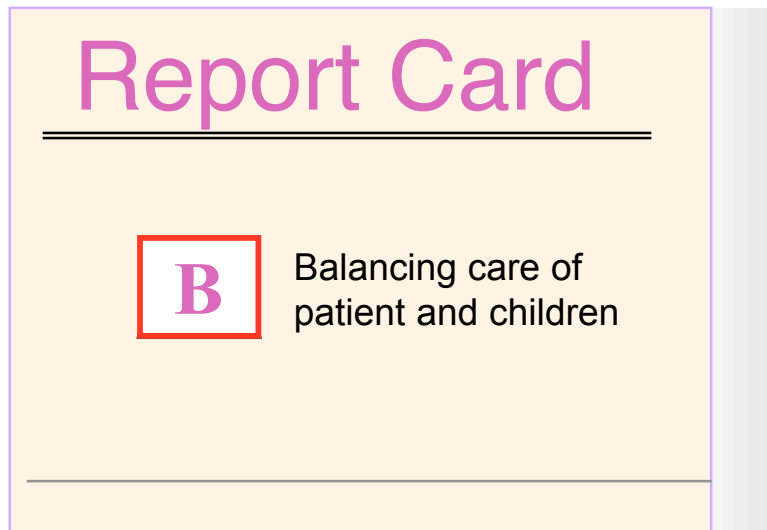 Report Card
B
Balancing care of
patient and children